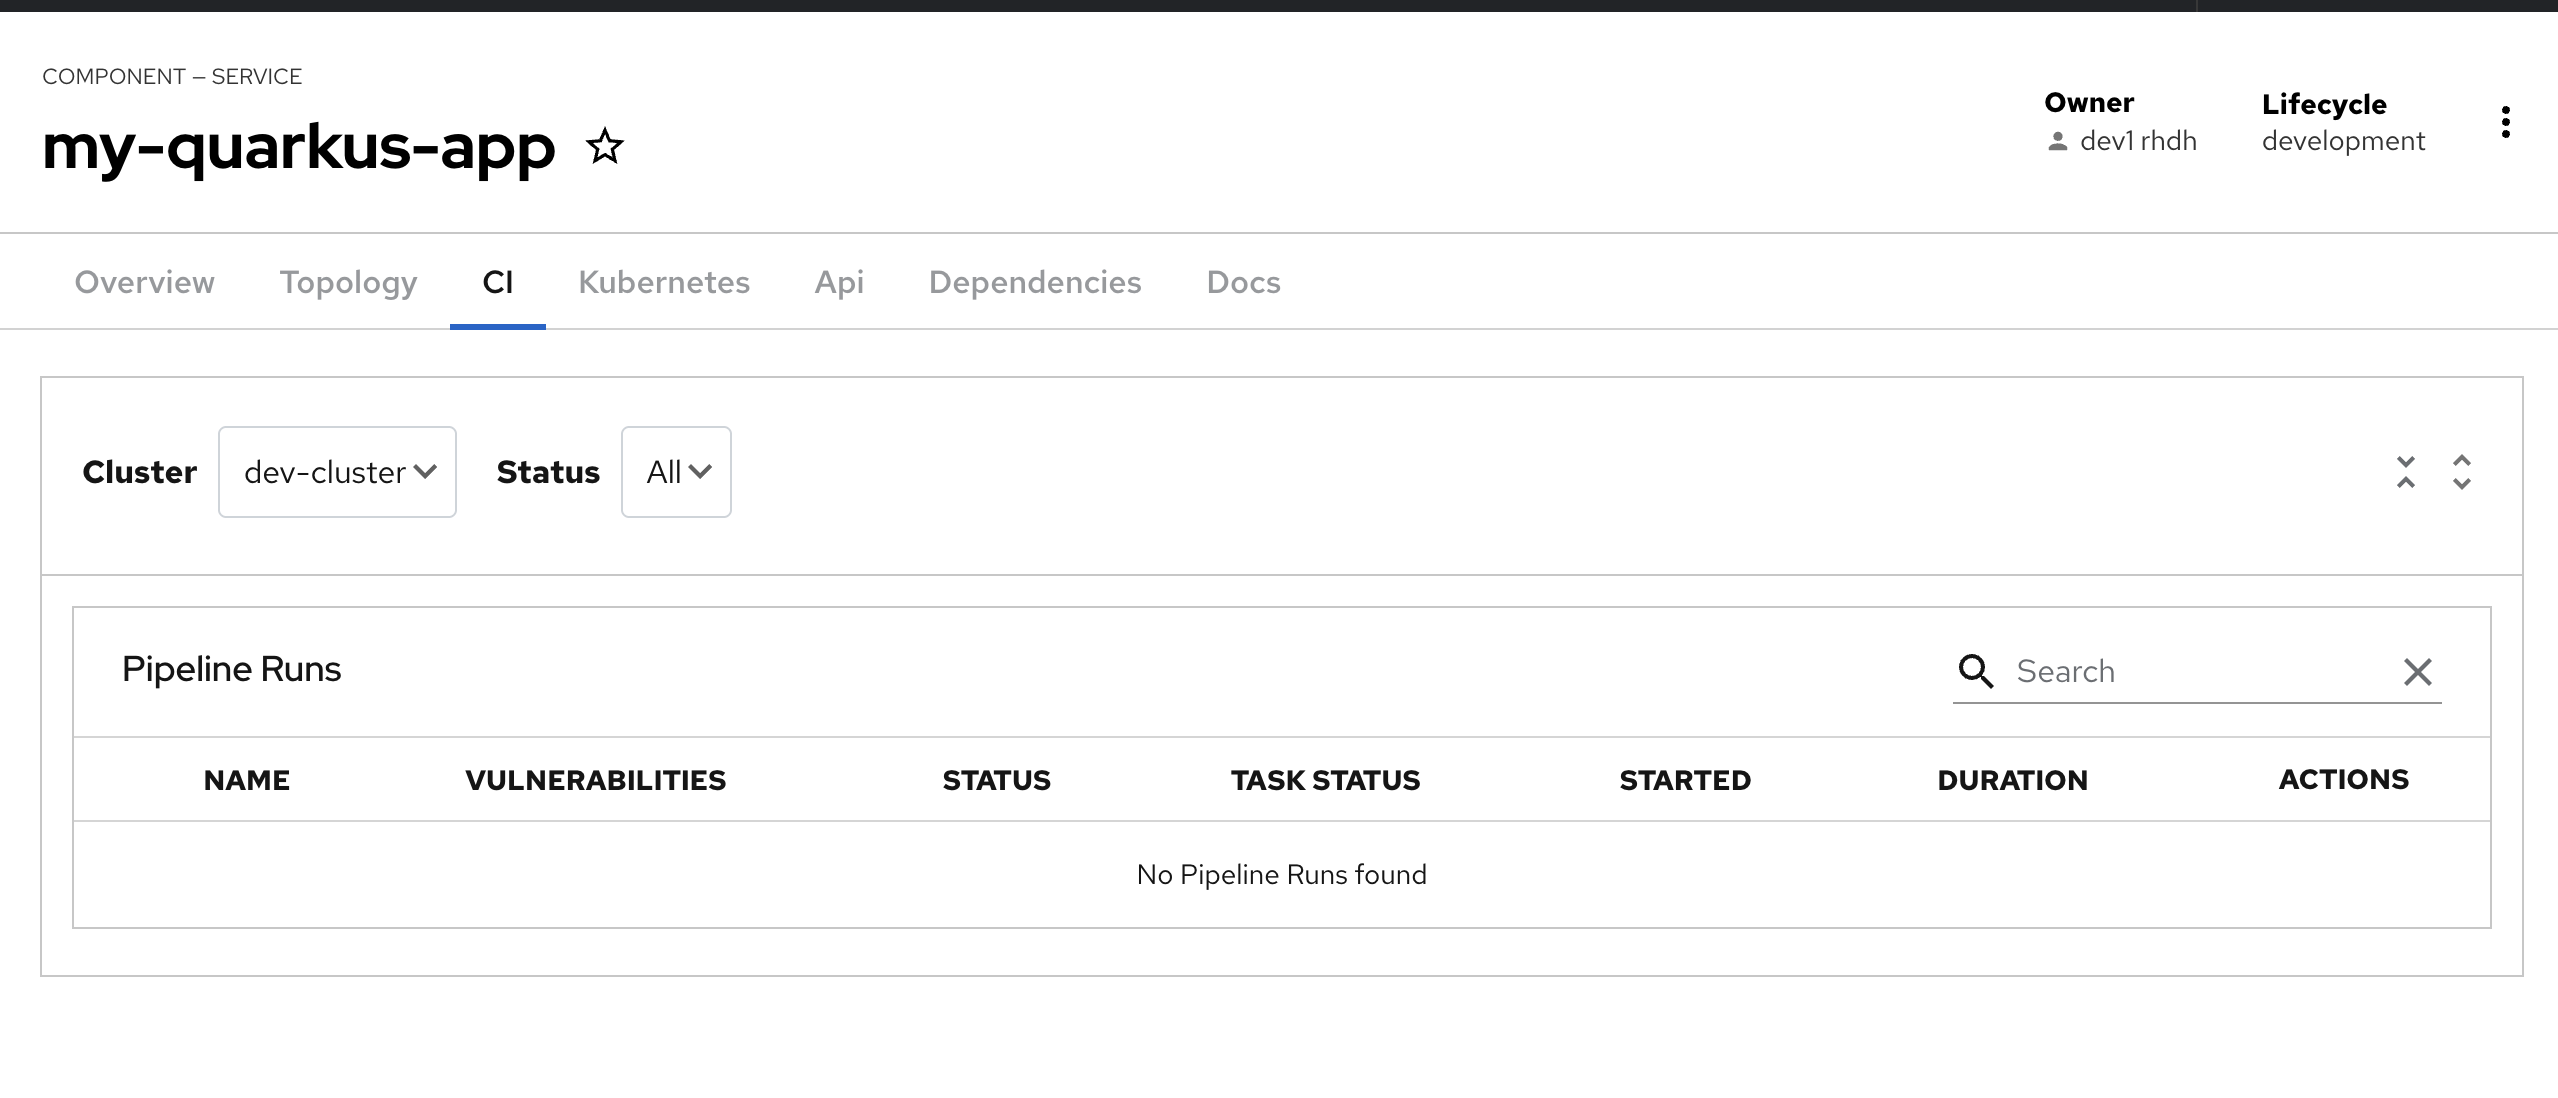 COMPONENT — SERVICE
my-quarkus-app
Owner
dev1 rhdh
Lifecycle
development
Overview Topology CI Kubernetes Api Dependencies Docs
Cluster dev-cluster Status All
Pipeline Runs
Search
NAME VULNERABILITIES STATUS TASK STATUS STARTED DURATION ACTIONS
No Pipeline Runs found